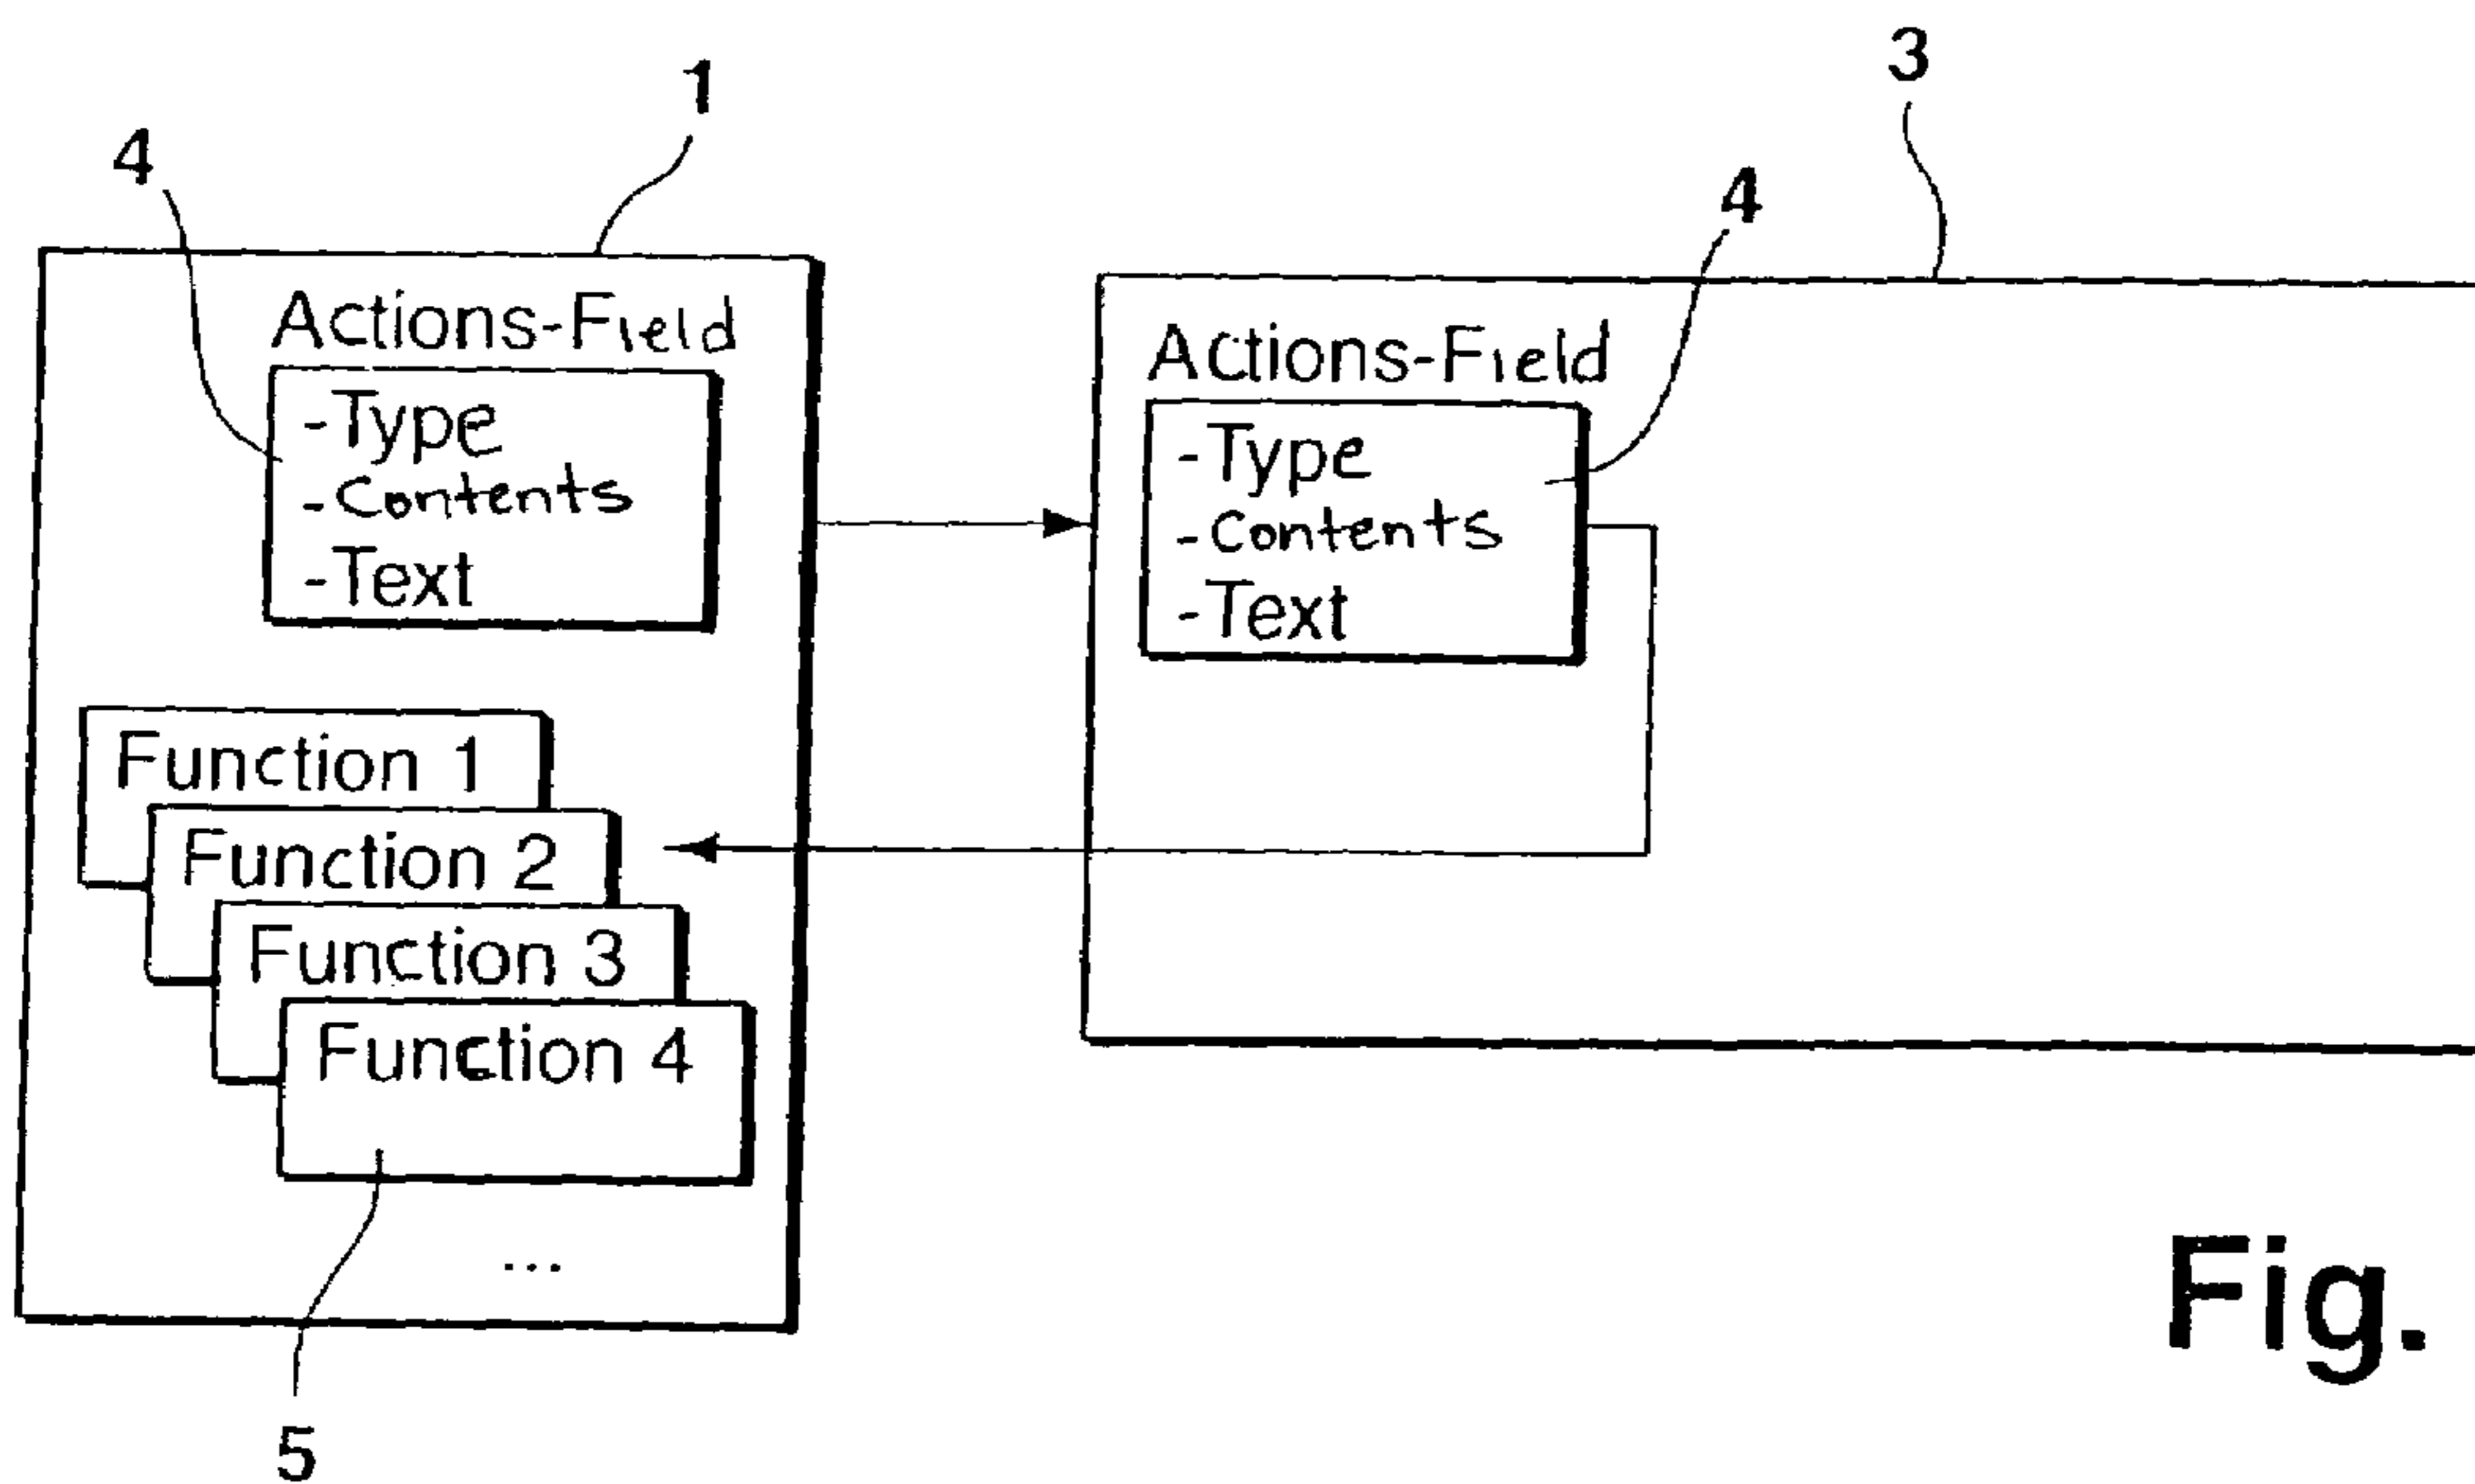 1
3
4
4
Actions-Field
-Type
-Contents
-Text
Actions-Field
-Type
-Contents
-Text
Function 1
Function 2
Function 3
Function 4
...
5
Fig.